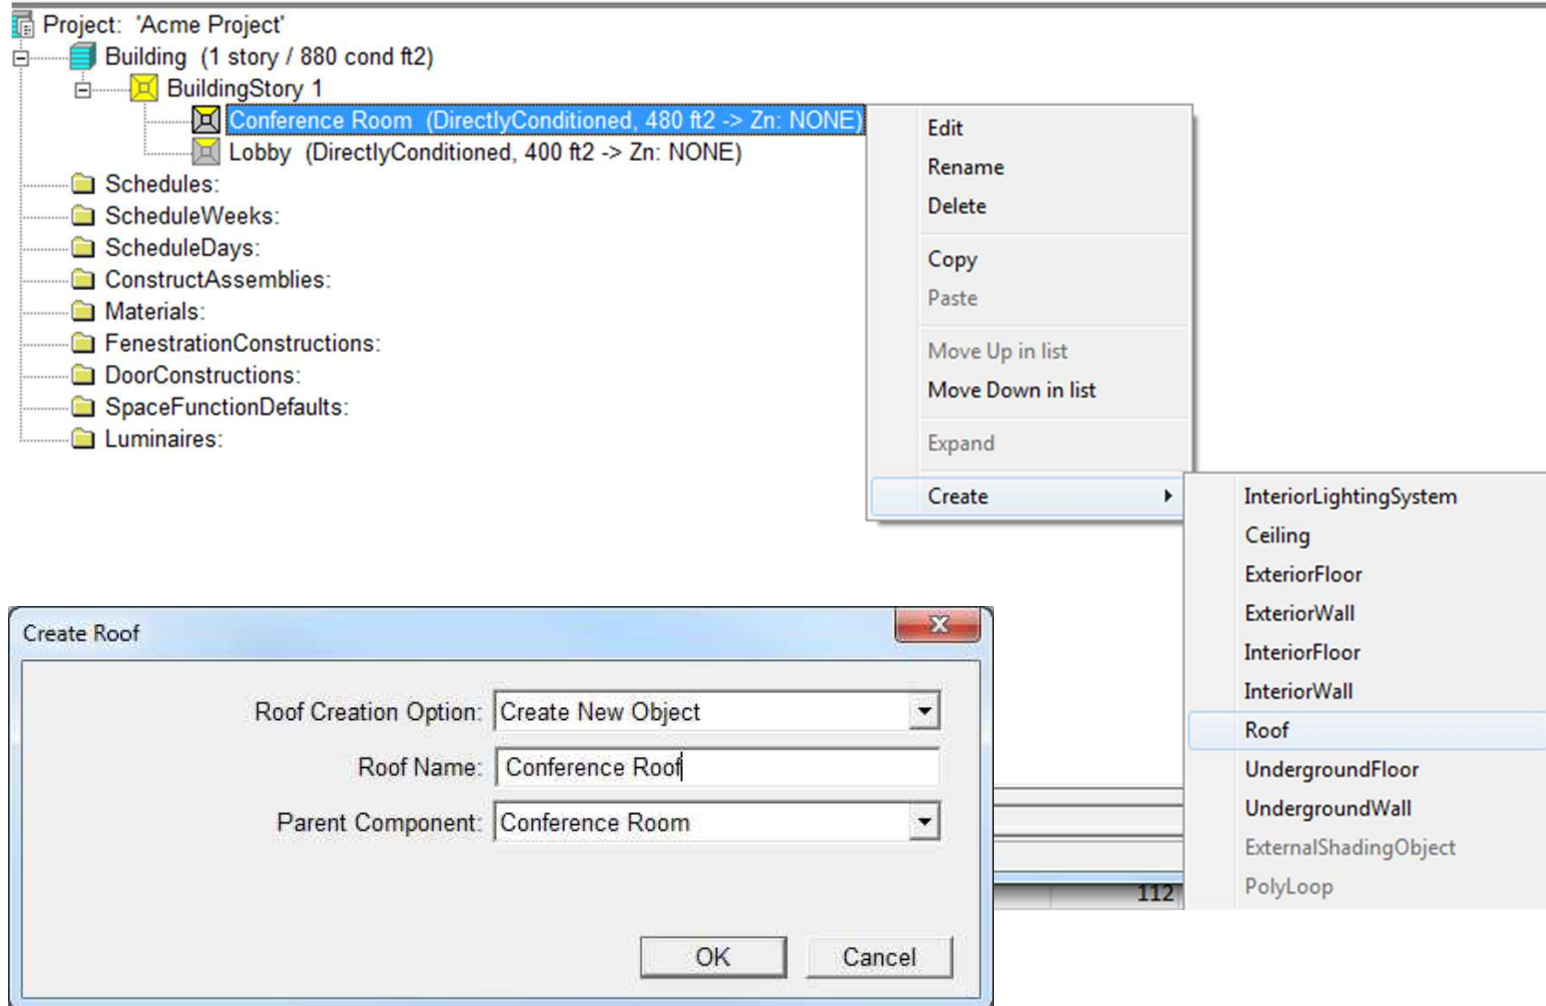 Project: 'Acme Project'
Building (1 story / 880 cond ft2)
BuildingStory 1
Conference Room (DirectlyConditioned, 480 ft2 -> Zn: NONE)
Lobby (DirectlyConditioned, 400 ft2 -> Zn: NONE)
Schedules:
ScheduleWeeks:
ScheduleDays:
ConstructAssemblies:
Materials:
FenestrationConstructions:
DoorConstructions:
SpaceFunctionDefaults:
Luminaires:
Edit
Rename
Delete
Copy
Paste
Move Up in list
Move Down in list
Expand
Create
InteriorLightingSystem
Ceiling
ExteriorFloor
ExteriorWall
InteriorFloor
InteriorWall
Roof
UndergroundFloor
UndergroundWall
ExternalShadingObject
PolyLoop
Create Roof
Roof Creation Option: Create New Object
Roof Name: Conference Roof
Parent Component: Conference Room
OK Cancel
112